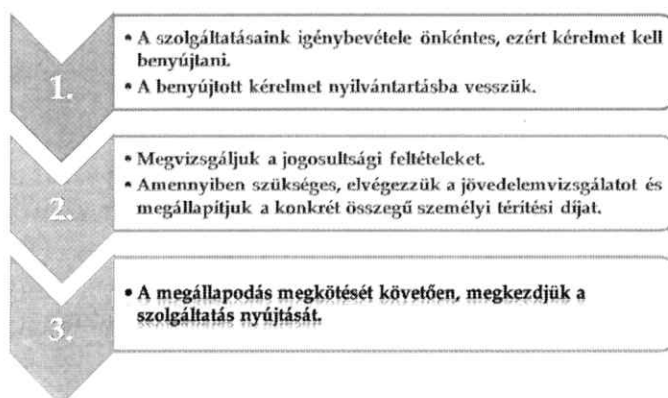 1.
• A szolgáltatásaink igénybevétele önkéntes, ezért kérelmet kell
benyújtani.
• A benyújtott kérelmet nyilvántartásba vesszük.
2.
• Megvizsgáljuk a jogosultsági feltételeket.
• Amennyiben szükséges, elvégezzük a jövedelemvizsgálatot és
megállapítjuk a konkrét összegű személyi térítési díjat.
3.
• A megállapodás megkötését követően, megkezdjük a
szolgáltatás nyújtását.